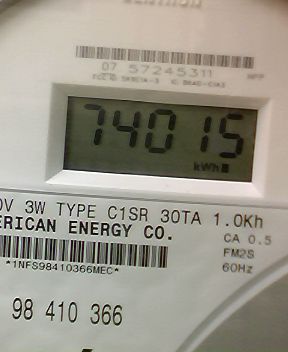 07 57245311
74015
kWh
0V 3W TYPE C1SR 30TA 1.0Kh
ERICAN ENERGY CO.
CA 0.5
FM2S
60Hz
*1NFS98410366MEC*
98 410 366